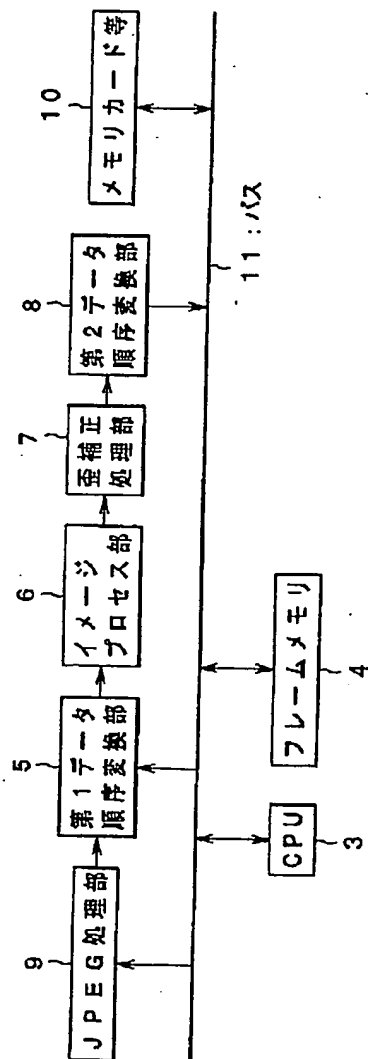 9
JPEG処理部
5
第1データ
順序変換部
6
イメージ
プロセス部
7
歪補正
処理部
8
第2データ
順序変換部
10
メモリカード等
11:バス
CPU
3
フレームメモリ
4